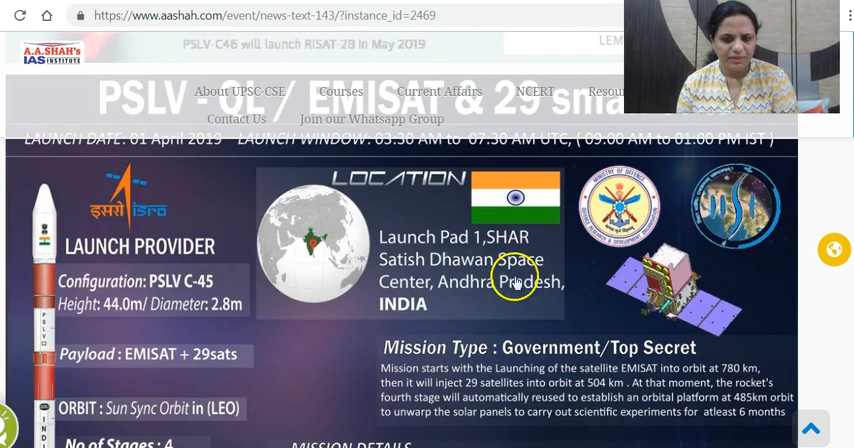 https://www.aashah.com/event/news-text-143/?instance_id=2469
PSLV-C46 will launch RISAT-2B in May 2019
LEM
A.A.SHAH's
IAS
INSTITUTE
About UPSC-CSE Courses Current Affairs NCERT Resou
Contact Us Join our Whatsapp Group
PSLV - QL / EMISAT & 29 sma
LAUNCH DATE: 01 April 2019 LAUNCH WINDOW: 03:30 AM to 07:30 AM UTC, ( 09:00 AM to 01:00 PM IST )
इसरो isro
LAUNCH PROVIDER
Configuration: PSLV C-45
Height: 44.0m/ Diameter: 2.8m
Payload : EMISAT + 29sats
ORBIT : Sun Sync Orbit in (LEO)
No of Stages : 4
LOCATION
Launch Pad 1,SHAR
Satish Dhawan Space
Center, Andhra Pradesh,
INDIA
Mission Type : Government/Top Secret
Mission starts with the Launching of the satellite EMISAT into orbit at 780 km,
then it will inject 29 satellites into orbit at 504 km . At that moment, the rocket's
fourth stage will automatically reused to establish an orbital platform at 485km orbit
to unwarp the solar panels to carry out scientific experiments for atleast 6 months
MISSION DETAILS